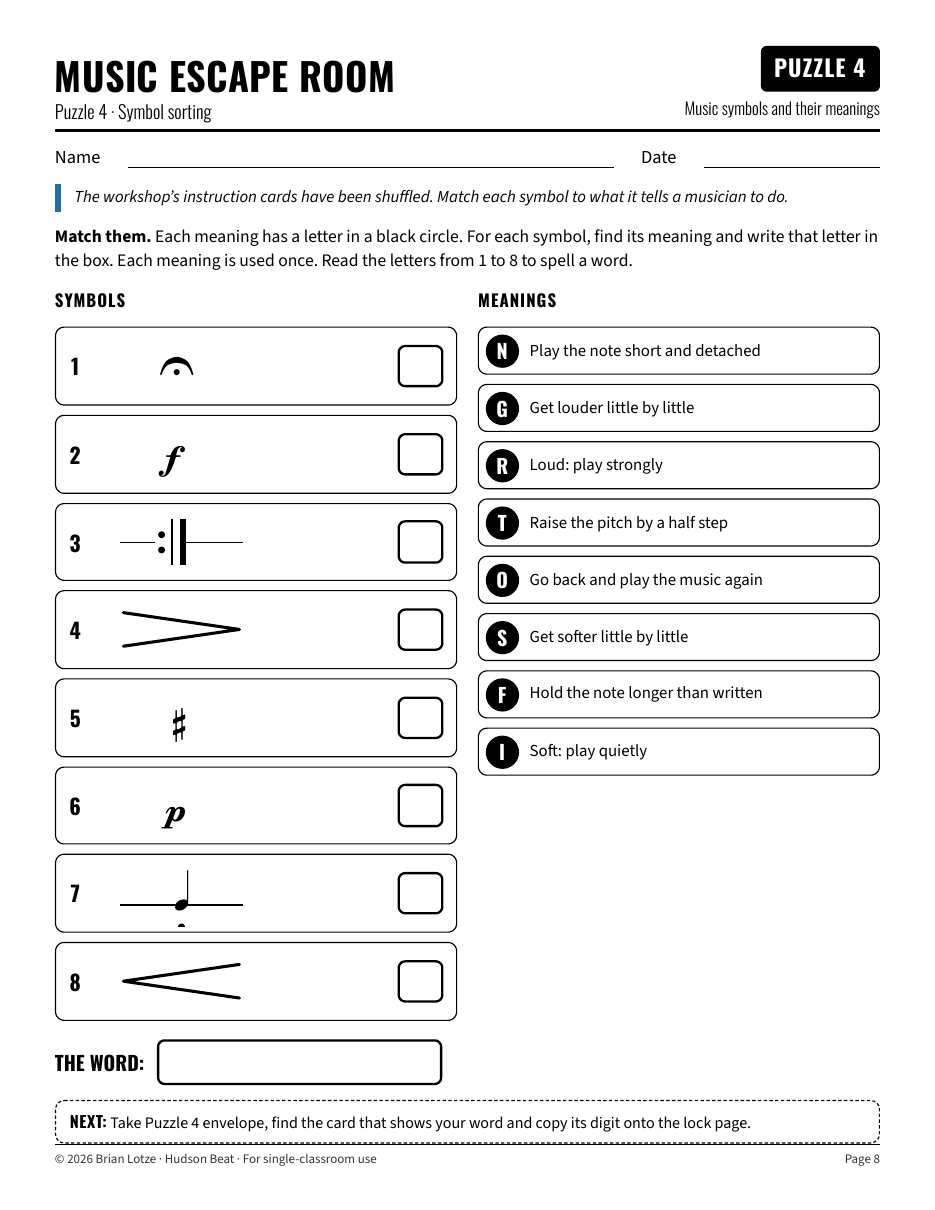 MUSIC ESCAPE ROOM
PUZZLE 4
Puzzle 4 · Symbol sorting
Music symbols and their meanings
Name
Date
The workshop’s instruction cards have been shuffled. Match each symbol to what it tells a musician to do.
Match them. Each meaning has a letter in a black circle. For each symbol, find its meaning and write that letter in
the box. Each meaning is used once. Read the letters from 1 to 8 to spell a word.
SYMBOLS
1
2
f
3
4
5
♯
6
p
7
8
MEANINGS
N Play the note short and detached
G Get louder little by little
R Loud: play strongly
T Raise the pitch by a half step
O Go back and play the music again
S Get softer little by little
F Hold the note longer than written
I Soft: play quietly
THE WORD:
NEXT: Take Puzzle 4 envelope, find the card that shows your word and copy its digit onto the lock page.
© 2026 Brian Lotze · Hudson Beat · For single-classroom use
Page 8